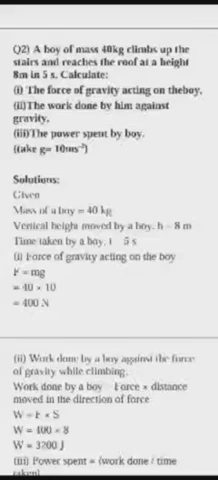 Q2) A boy of mass 40kg climbs up the
stairs and reaches the roof at a height
8m in 5 s. Calculate:
(i) The force of gravity acting on theboy.
(ii)The work done by him against
gravity.
(iii)The power spent by boy.
((take g= 10ms⁻²)
Solutions:
Given
Mass of a boy = 40 kg
Vertical height moved by a boy, h = 8 m
Time taken by a boy, t = 5 s
(i) Force of gravity acting on the boy
F = mg
= 40 × 10
= 400 N
(ii) Work done by a boy against the force
of gravity while climbing.
Work done by a boy = Force × distance
moved in the direction of force
W = F × S
W = 400 × 8
W = 3200 J
(iii) Power spent = (work done / time
taken)